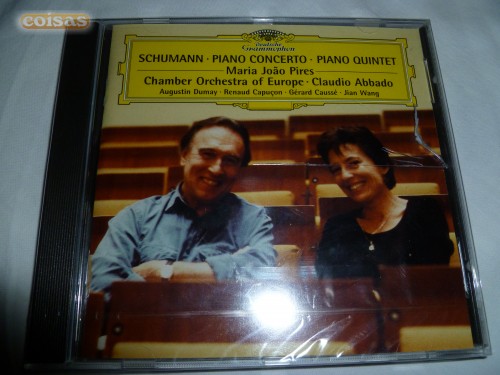 coisas
Deutsche
Grammophon
SCHUMANN · PIANO CONCERTO · PIANO QUINTET
Maria João Pires
Chamber Orchestra of Europe · Claudio Abbado
Augustin Dumay · Renaud Capuçon · Gérard Caussé · Jian Wang